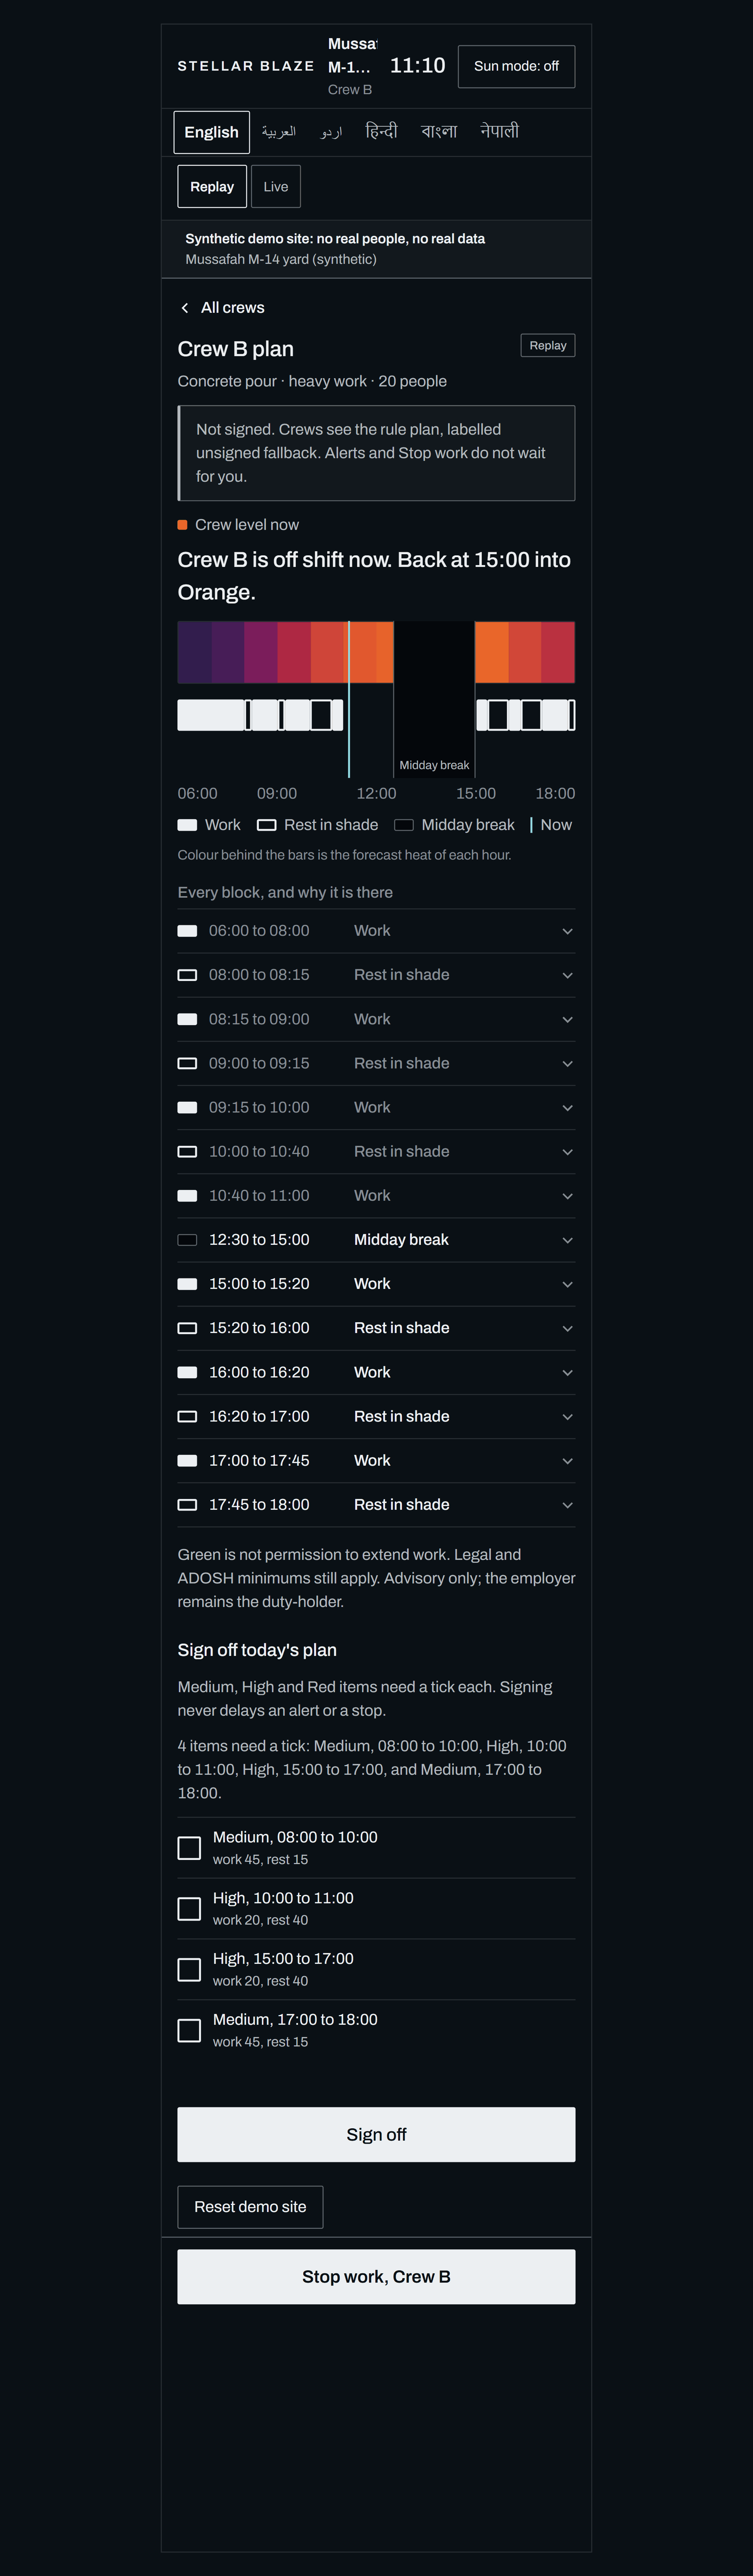 STELLAR BLAZE
M-1...
Crew B
11:10
Sun mode: off
English
العربية
اردو
हिन्दी
বাংলা
नेपाली
Replay
Live
Synthetic demo site: no real people, no real data
Mussafah M-14 yard (synthetic)
All crews
Crew B plan
Replay
Concrete pour · heavy work · 20 people
Not signed. Crews see the rule plan, labelled
unsigned fallback. Alerts and Stop work do not wait
for you.
Crew level now
Crew B is off shift now. Back at 15:00 into
Orange.
Midday break
06:00 09:00 12:00 15:00 18:00
Work Rest in shade Midday break Now
Colour behind the bars is the forecast heat of each hour.
Every block, and why it is there
06:00 to 08:00 Work
08:00 to 08:15 Rest in shade
08:15 to 09:00 Work
09:00 to 09:15 Rest in shade
09:15 to 10:00 Work
10:00 to 10:40 Rest in shade
10:40 to 11:00 Work
12:30 to 15:00 Midday break
15:00 to 15:20 Work
15:20 to 16:00 Rest in shade
16:00 to 16:20 Work
16:20 to 17:00 Rest in shade
17:00 to 17:45 Work
17:45 to 18:00 Rest in shade
Green is not permission to extend work. Legal and
ADOSH minimums still apply. Advisory only; the employer
remains the duty-holder.
Sign off today's plan
Medium, High and Red items need a tick each. Signing
never delays an alert or a stop.
4 items need a tick: Medium, 08:00 to 10:00, High, 10:00
to 11:00, High, 15:00 to 17:00, and Medium, 17:00 to
18:00.
Medium, 08:00 to 10:00
work 45, rest 15
High, 10:00 to 11:00
work 20, rest 40
High, 15:00 to 17:00
work 20, rest 40
Medium, 17:00 to 18:00
work 45, rest 15
Sign off
Reset demo site
Stop work, Crew B